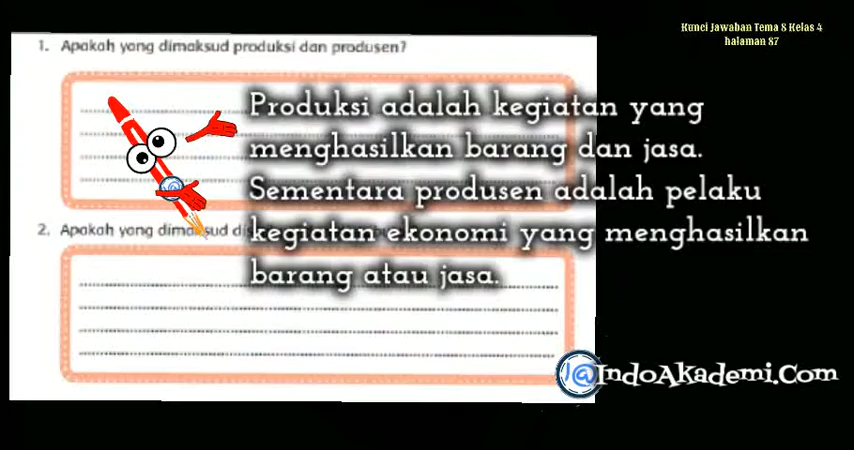 Kunci Jawaban Tema 8 Kelas 4
halaman 87
1. Apakah yang dimaksud produksi dan produsen?
Produksi adalah kegiatan yang
menghasilkan barang dan jasa.
Sementara produsen adalah pelaku
kegiatan ekonomi yang menghasilkan
barang atau jasa.
2. Apakah yang dimaksud
IndoAkademi.Com